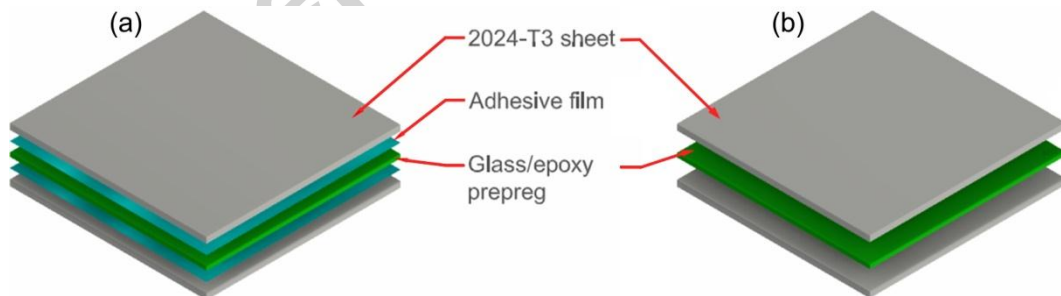 (a)
2024-T3 sheet
(b)
Adhesive film
Glass/epoxy
prepreg